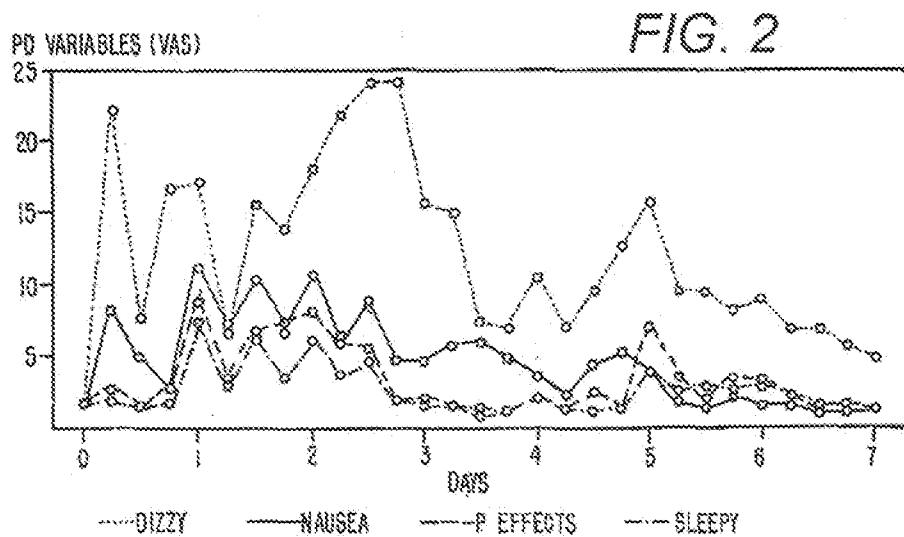 FIG. 2
PD VARIABLES (VAS)
25
20
15
10
5
0 1 2 3 4 5 6 7
DAYS
DIZZY NAUSEA P EFFECTS SLEEPY